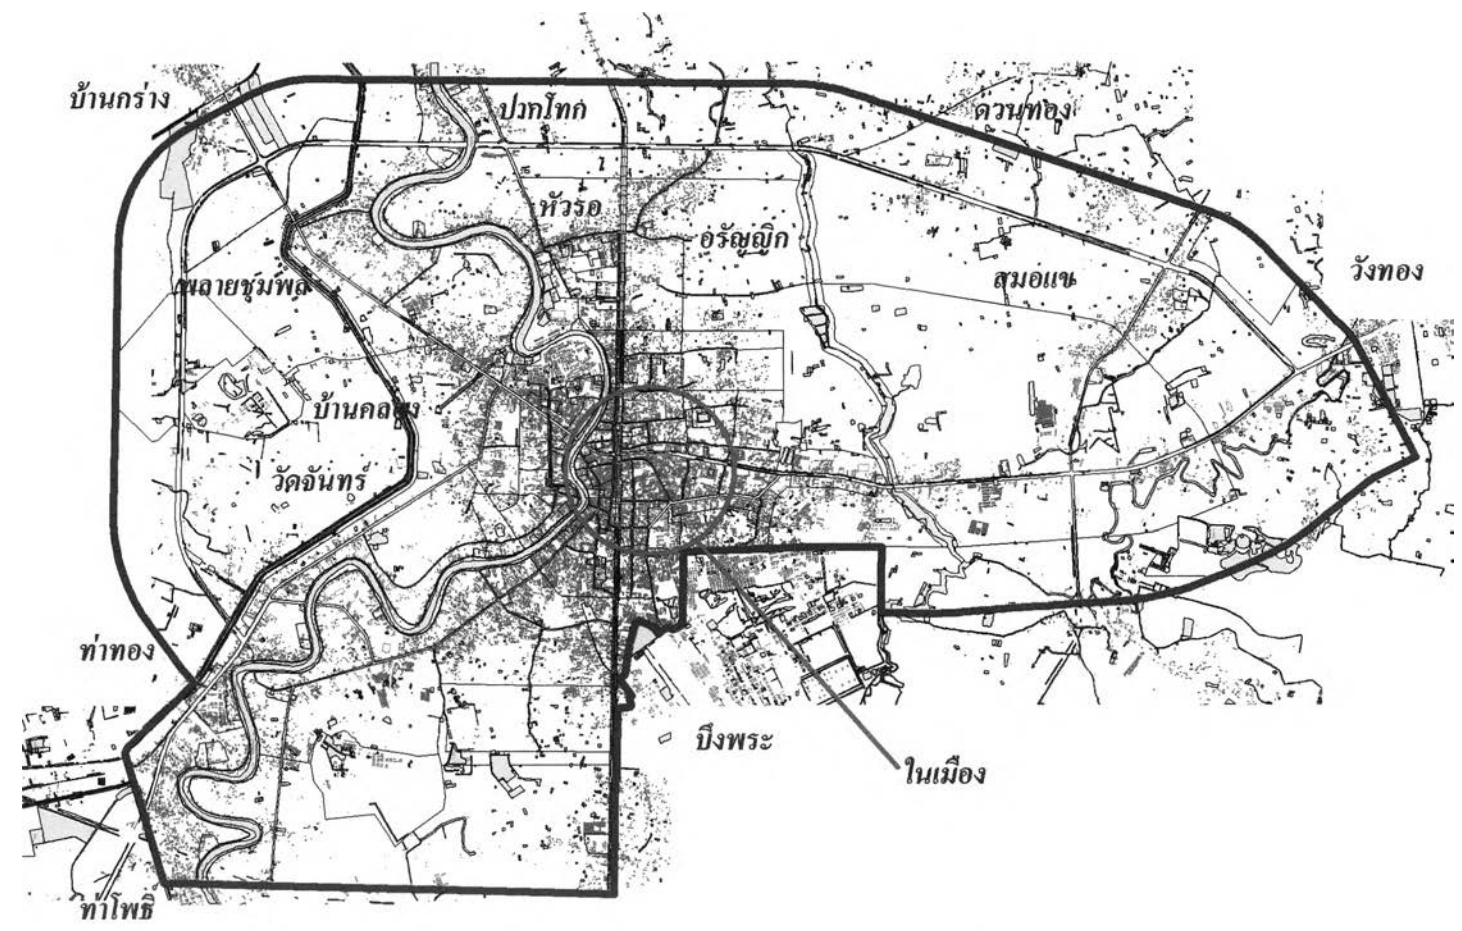 บ้านกร่าง
ปวกโทก
ดวนทอง
หัวรอ
อรัญญิก
พลายชุมพล
สมอแข
วังทอง
บ้านคลอง
วัดจันทร์
ท่าทอง
บึงพระ
ในเมือง
ท่าโพธิ์